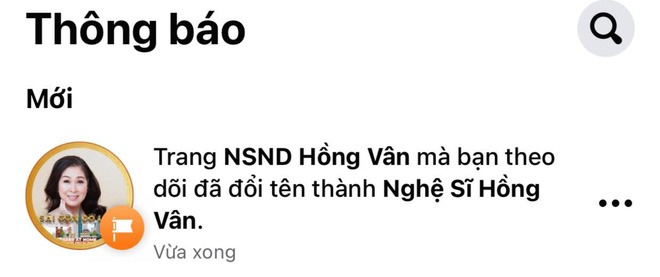 Thông báo
Mới
Trang NSND Hồng Vân mà bạn theo
dõi đã đổi tên thành Nghệ Sĩ Hồng
Vân.
Vừa xong